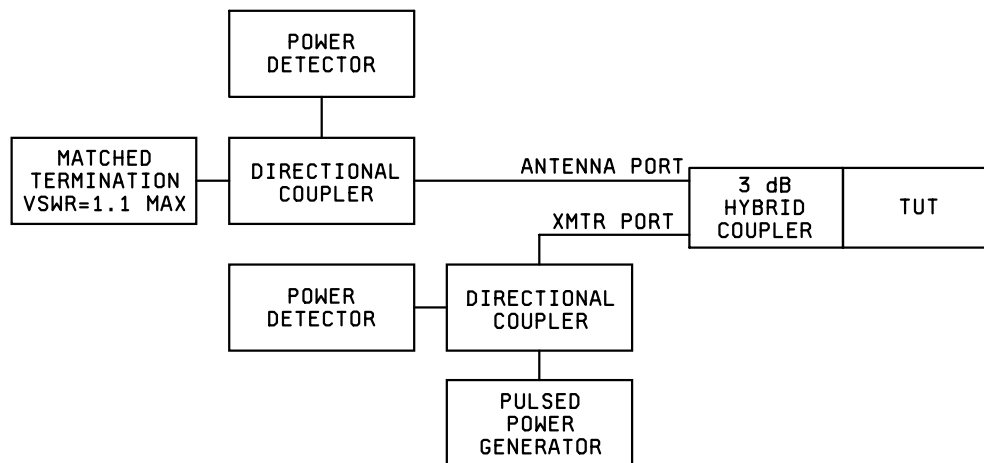 POWER
DETECTOR
MATCHED
TERMINATION
VSWR=1.1 MAX
DIRECTIONAL
COUPLER
ANTENNA PORT
XMTR PORT
3 dB
HYBRID
COUPLER
TUT
POWER
DETECTOR
DIRECTIONAL
COUPLER
PULSED
POWER
GENERATOR